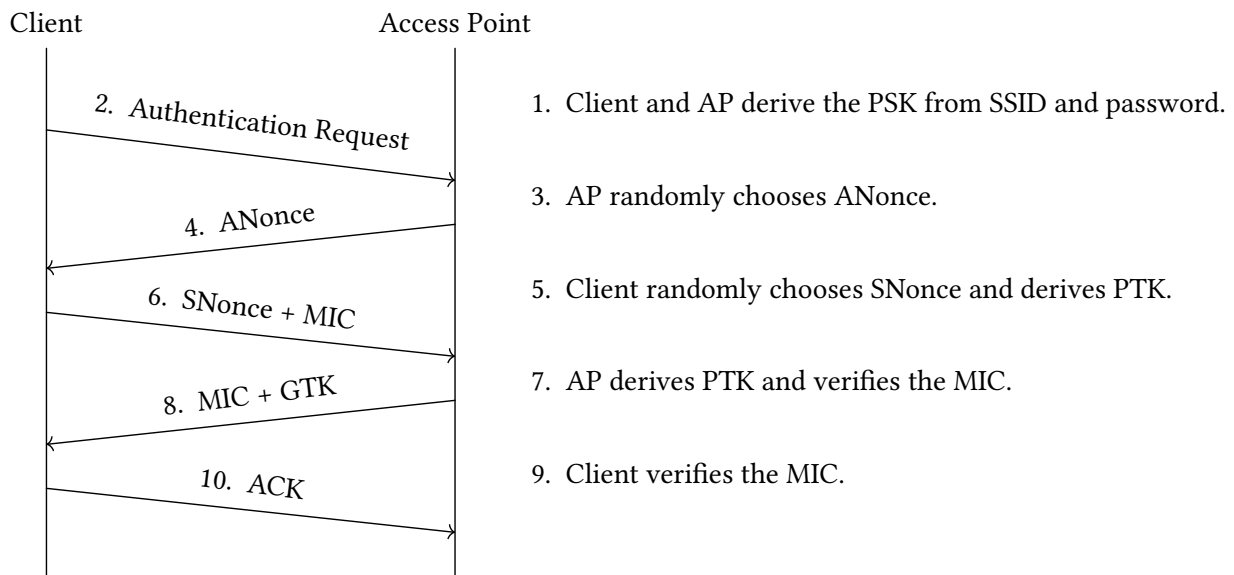 Client
Access Point
2. Authentication Request
1. Client and AP derive the PSK from SSID and password.
3. AP randomly chooses ANonce.
4. ANonce
5. Client randomly chooses SNonce and derives PTK.
6. SNonce + MIC
7. AP derives PTK and verifies the MIC.
8. MIC + GTK
9. Client verifies the MIC.
10. ACK